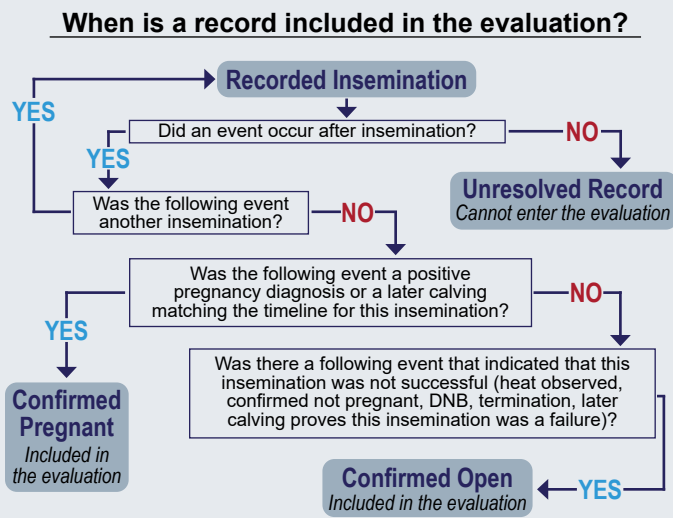 When is a record included in the evaluation?
Recorded Insemination
YES
Did an event occur after insemination?
NO
YES
Unresolved Record
Cannot enter the evaluation
Was the following event
another insemination?
NO
Was the following event a positive
pregnancy diagnosis or a later calving
matching the timeline for this insemination?
NO
YES
Was there a following event that indicated that this
insemination was not successful (heat observed,
confirmed not pregnant, DNB, termination, later
calving proves this insemination was a failure)?
Confirmed
Pregnant
Included in
the evaluation
Confirmed Open
Included in the evaluation
YES